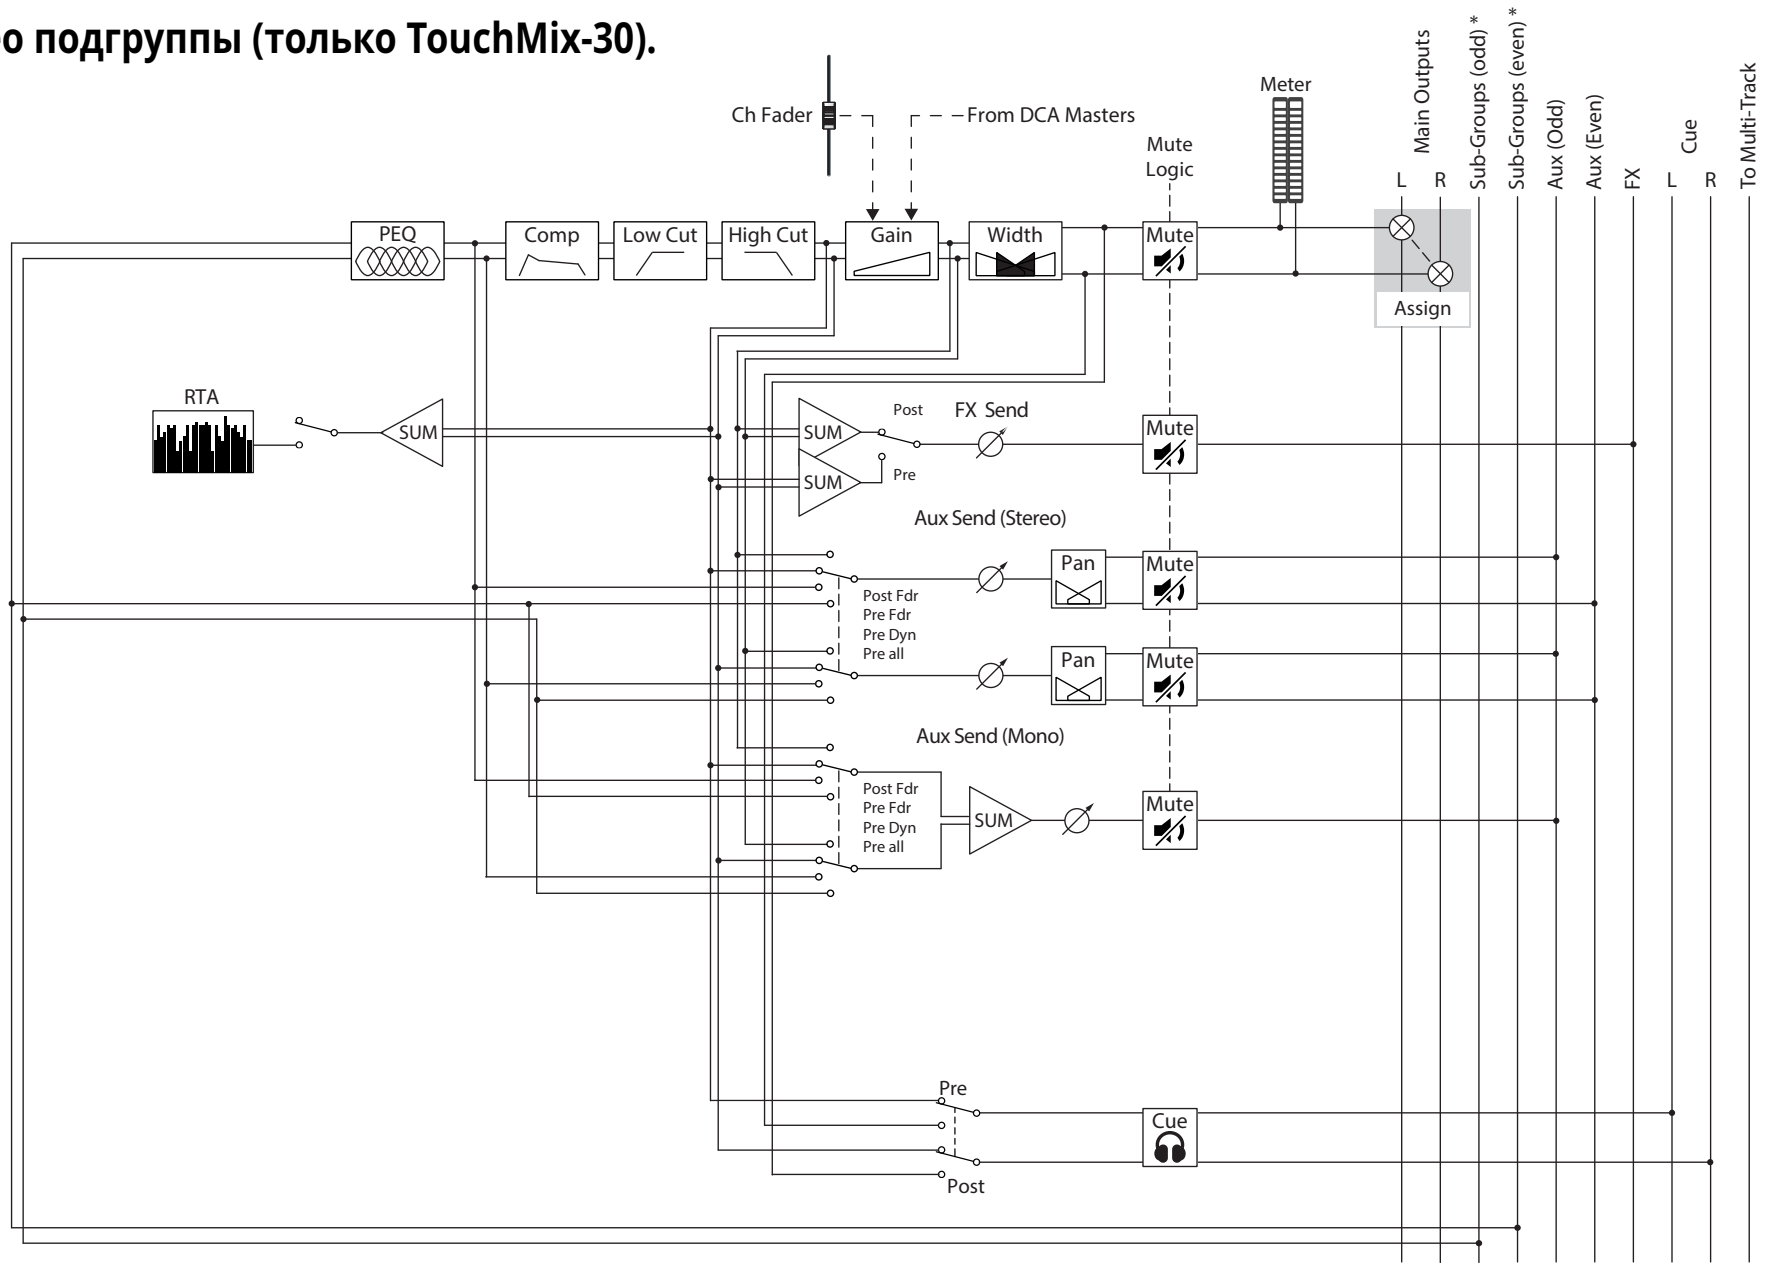 о подгруппы (только TouchMix-30).
Main Outputs
Sub-Groups (odd) *
Sub-Groups (even) *
Aux (Odd)
Aux (Even)
FX
Cue
To Multi-Track
L
R
L
R
Meter
Ch Fader
From DCA Masters
Mute
Logic
PEQ
Comp
Low Cut
High Cut
Gain
Width
Mute
Assign
RTA
SUM
SUM
SUM
Post
Pre
FX Send
Mute
Aux Send (Stereo)
Pan
Mute
Post Fdr
Pre Fdr
Pre Dyn
Pre all
Pan
Mute
Aux Send (Mono)
Post Fdr
Pre Fdr
Pre Dyn
Pre all
SUM
Mute
Pre
Cue
Post